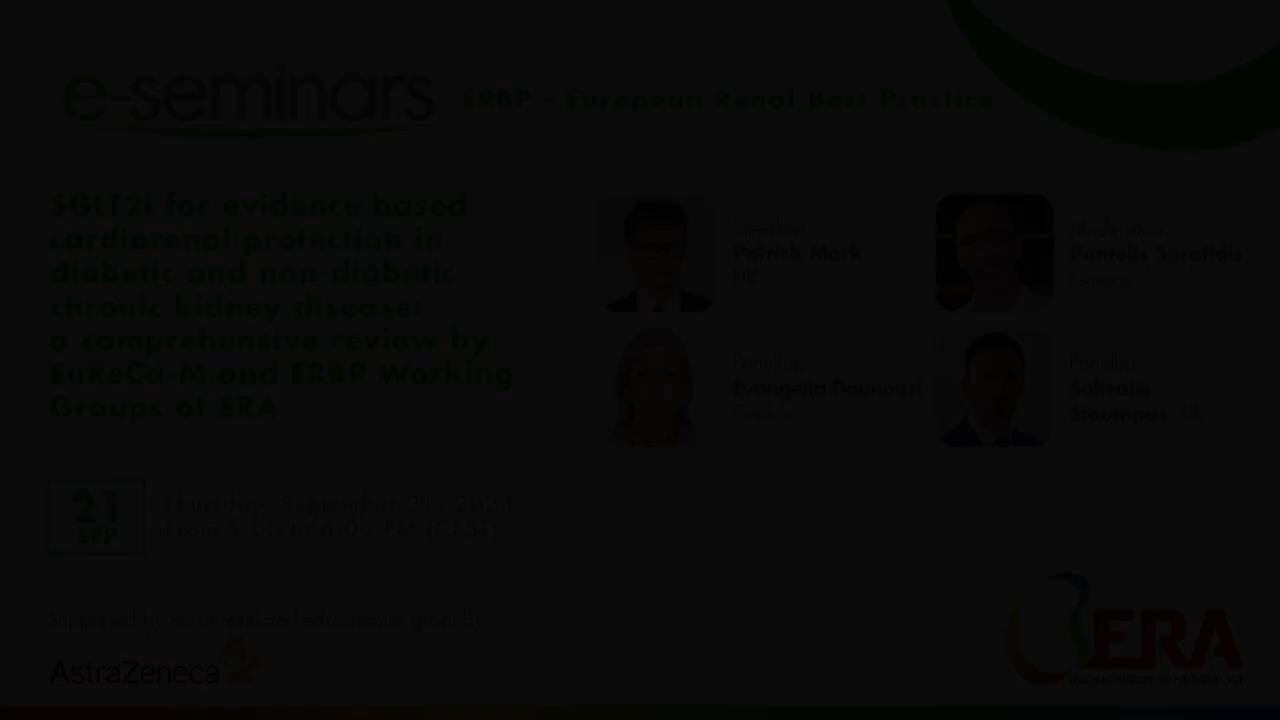 e-seminars
ERBP - European Renal Best Practice
SGLT2i for evidence based
cardiorenal protection in
diabetic and non-diabetic
chronic kidney disease:
a comprehensive review by
EuReCa-M and ERBP Working
Groups of ERA
Speaker
Patrick Mark
UK
Moderator
Pantelis Sarafidis
Greece
Panelist
Evangelia Dounousi
Greece
Panelist
Sokratis
Stoumpos, UK
21
SEP
Thursday, September 21, 2023
From 5:00 to 6:00 PM (CEST)
Supported by an unrestricted educational grant by
AstraZeneca
ERA